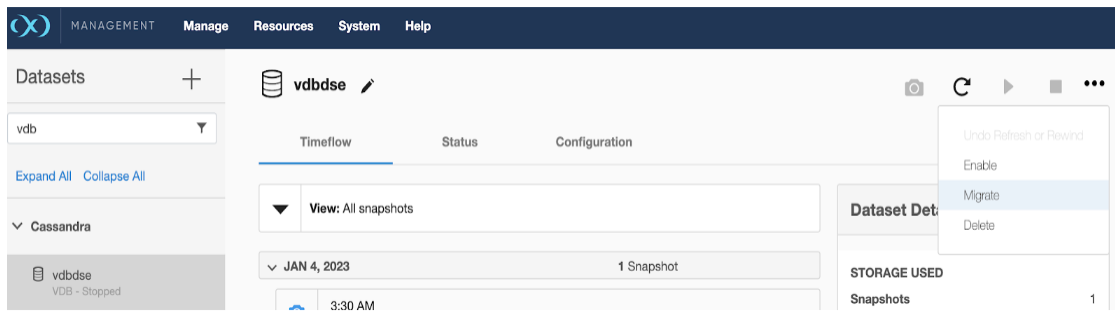 MANAGEMENT Manage Resources System Help
Datasets
vdb
Expand All Collapse All
Cassandra
vdbdse
VDB - Stopped
vdbdse
Timeflow Status Configuration
View: All snapshots
JAN 4, 2023 1 Snapshot
3:30 AM
Undo Refresh or Rewind
Enable
Migrate
Delete
Dataset Det
STORAGE USED
Snapshots 1